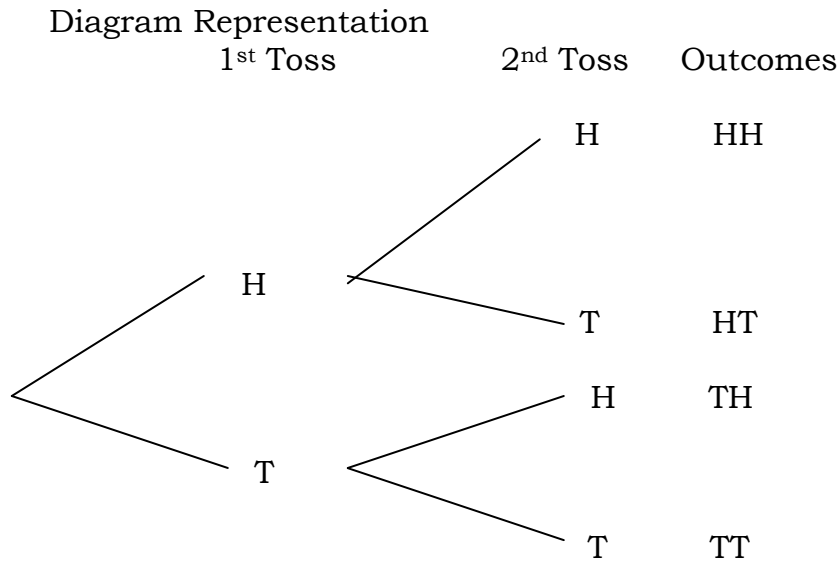 Diagram Representation
1st Toss 2nd Toss Outcomes
H HH
H
T HT
H TH
T
T TT